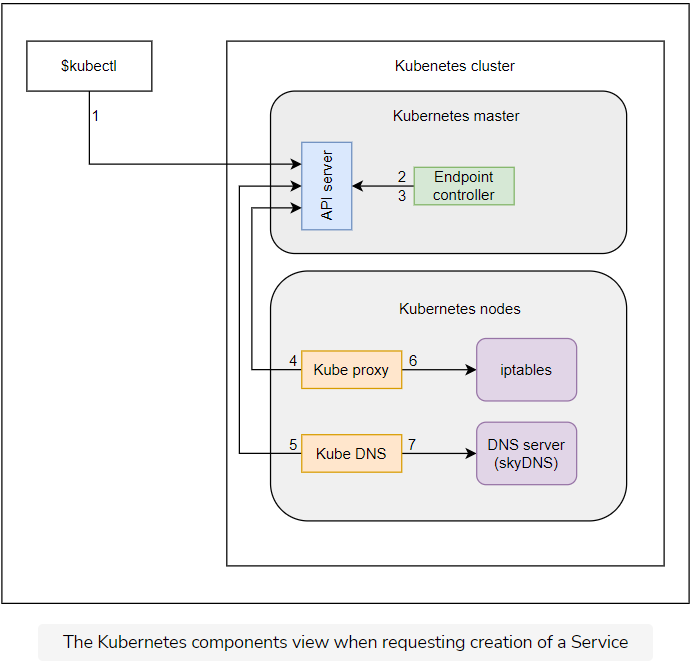 $kubectl
Kubenetes cluster
1
Kubernetes master
API server
2
3
Endpoint
controller
Kubernetes nodes
4
Kube proxy
6
iptables
5
Kube DNS
7
DNS server
(skyDNS)
The Kubernetes components view when requesting creation of a Service